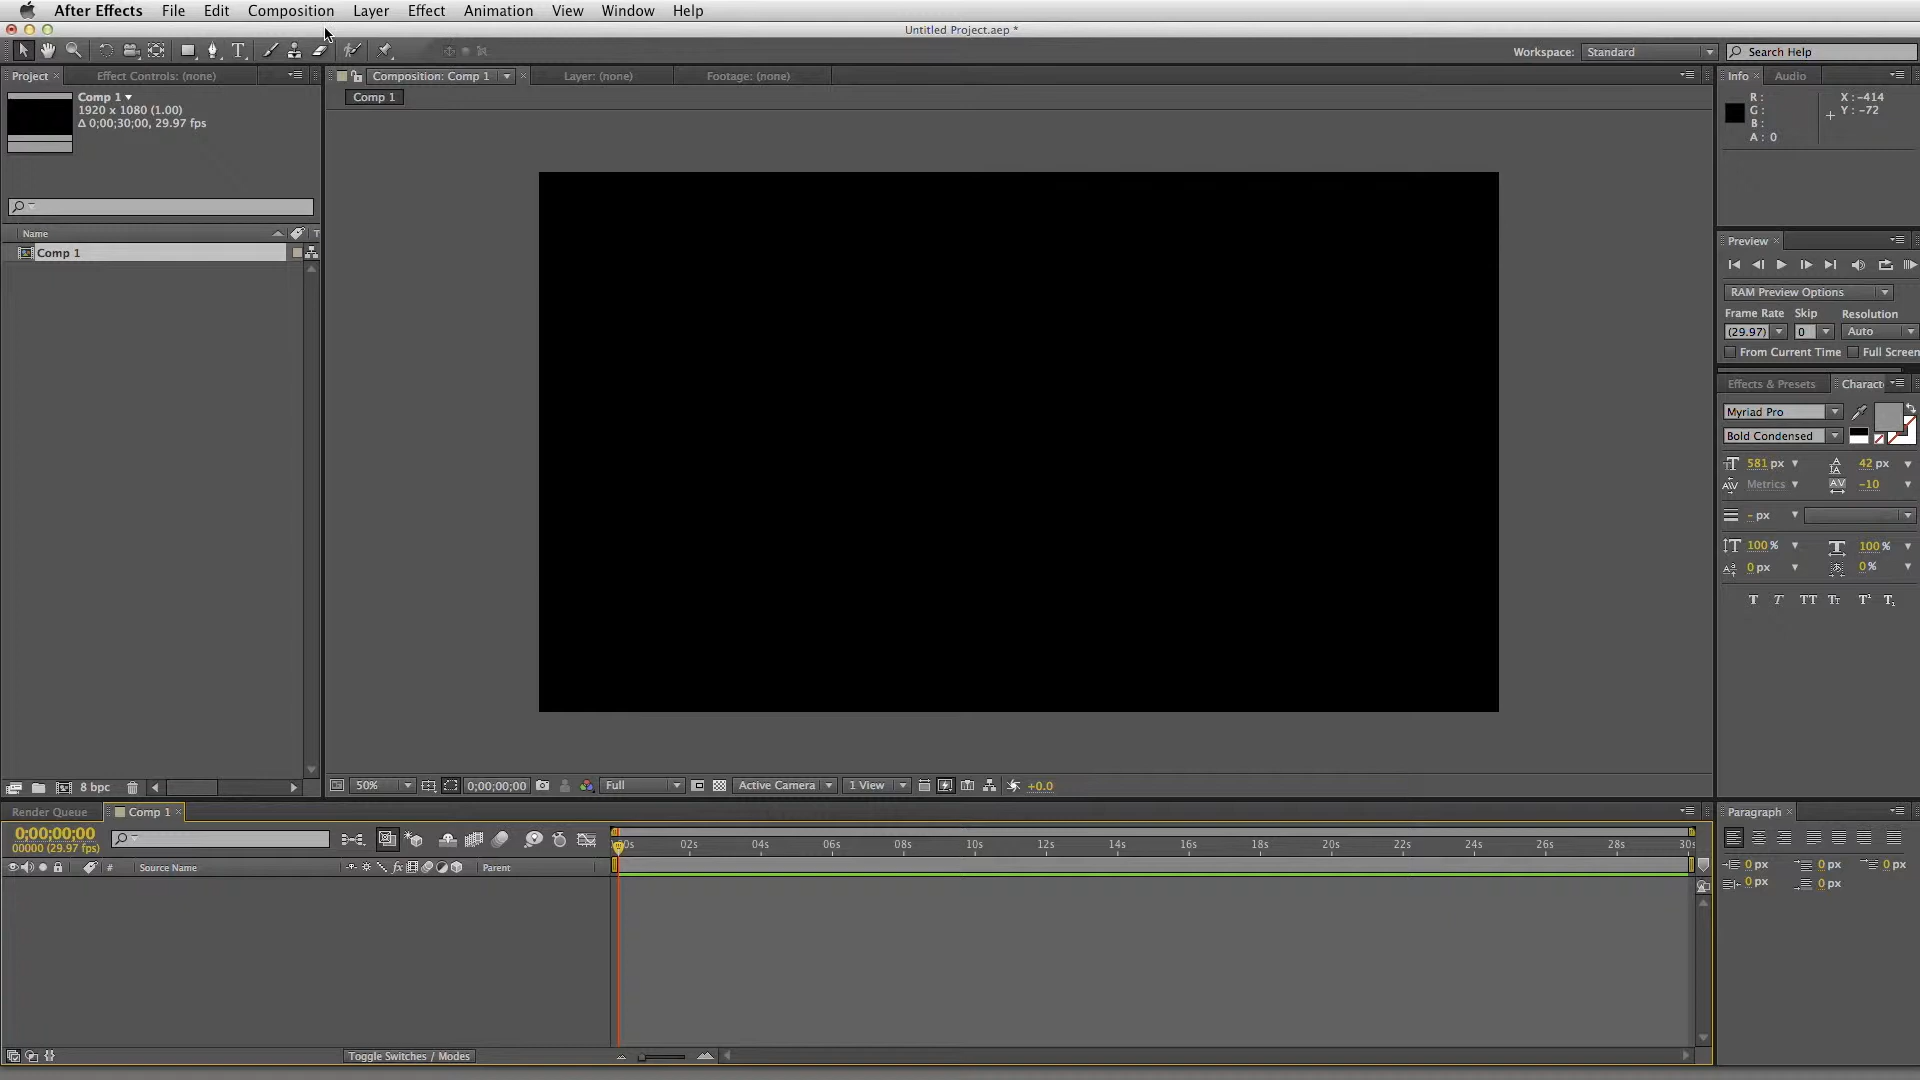 After Effects File Edit Composition Layer Effect Animation View Window Help
Untitled Project.aep *
Workspace: Standard Search Help
Project Effect Controls: (none) Composition: Comp 1 Layer: (none) Footage: (none) Info Audio
Comp 1
1920 x 1080 (1.00)
Δ 0;00;30;00, 29.97 fps
Comp 1
R : X : -414
G : Y : -72
B :
A : 0
Name T
Comp 1
Preview
RAM Preview Options
Frame Rate Skip Resolution
(29.97) 0 Auto
From Current Time Full Screen
Effects & Presets Charact
Myriad Pro
Bold Condensed
581 px 42 px
Metrics -10
- px
100 % 100 %
0 px 0 %
T T TT Tt T¹ T₁
8 bpc
50% 0;00;00;00 Full Active Camera 1 View +0.0
Render Queue Comp 1 Paragraph
0;00;00;00
00000 (29.97 fps)
02s 04s 06s 08s 10s 12s 14s 16s 18s 20s 22s 24s 26s 28s 30s
# Source Name fx Parent
0 px 0 px 0 px
0 px 0 px
Toggle Switches / Modes